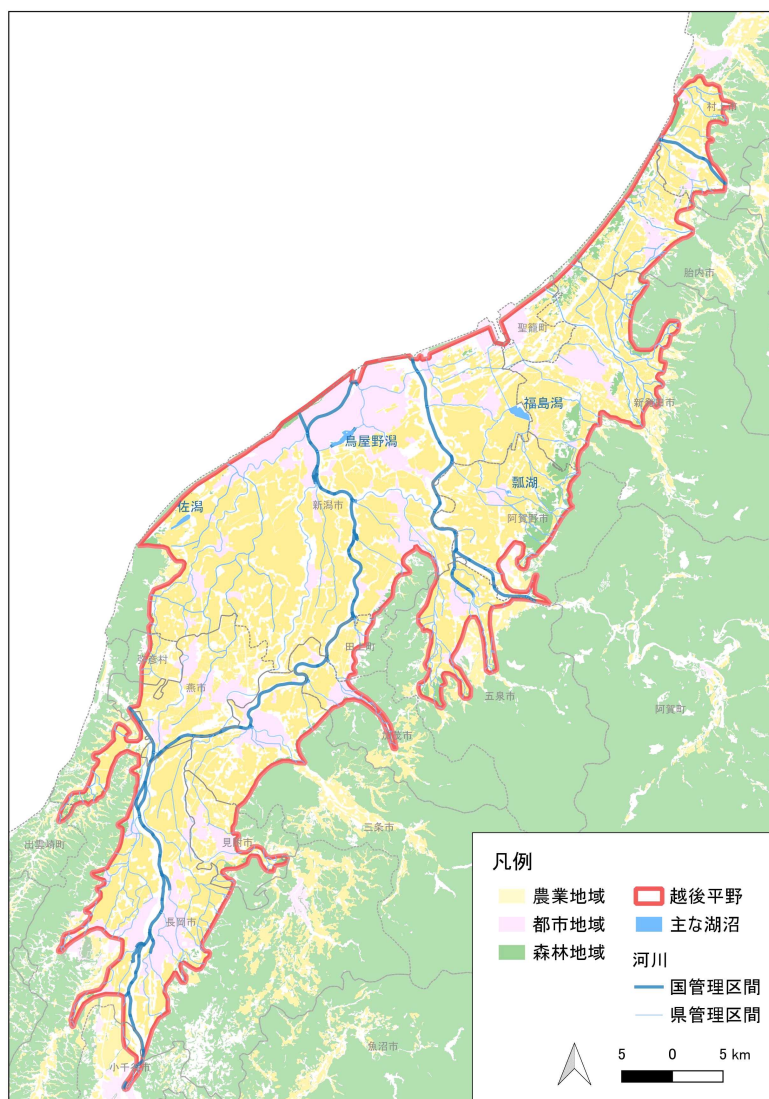 村上市
胎内市
聖籠町
新発田市
福島潟
鳥屋野潟
瓢湖
佐潟
新潟市
阿賀野市
田上町
弥彦村
燕市
五泉市
阿賀町
加茂市
三条市
出雲崎町
見附市
長岡市
魚沼市
小千谷市
凡例
農業地域
都市地域
森林地域
越後平野
主な湖沼
河川
国管理区間
県管理区間
5 0 5 km